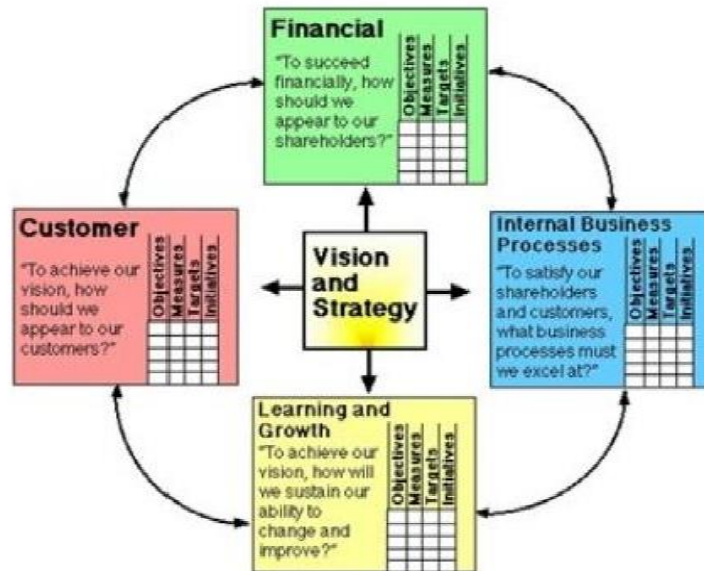 Financial
"To succeed
financially, how
should we
appear to our
shareholders?"
Objectives
Measures
Targets
Initiatives
Customer
"To achieve our
vision, how
should we
appear to our
customers?"
Objectives
Measures
Targets
Initiatives
Vision
and
Strategy
Internal Business
Processes
"To satisfy our
shareholders
and customers,
what business
processes must
we excel at?"
Objectives
Measures
Targets
Initiatives
Learning and
Growth
"To achieve our
vision, how will
we sustain our
ability to
change and
improve?"
Objectives
Measures
Targets
Initiatives